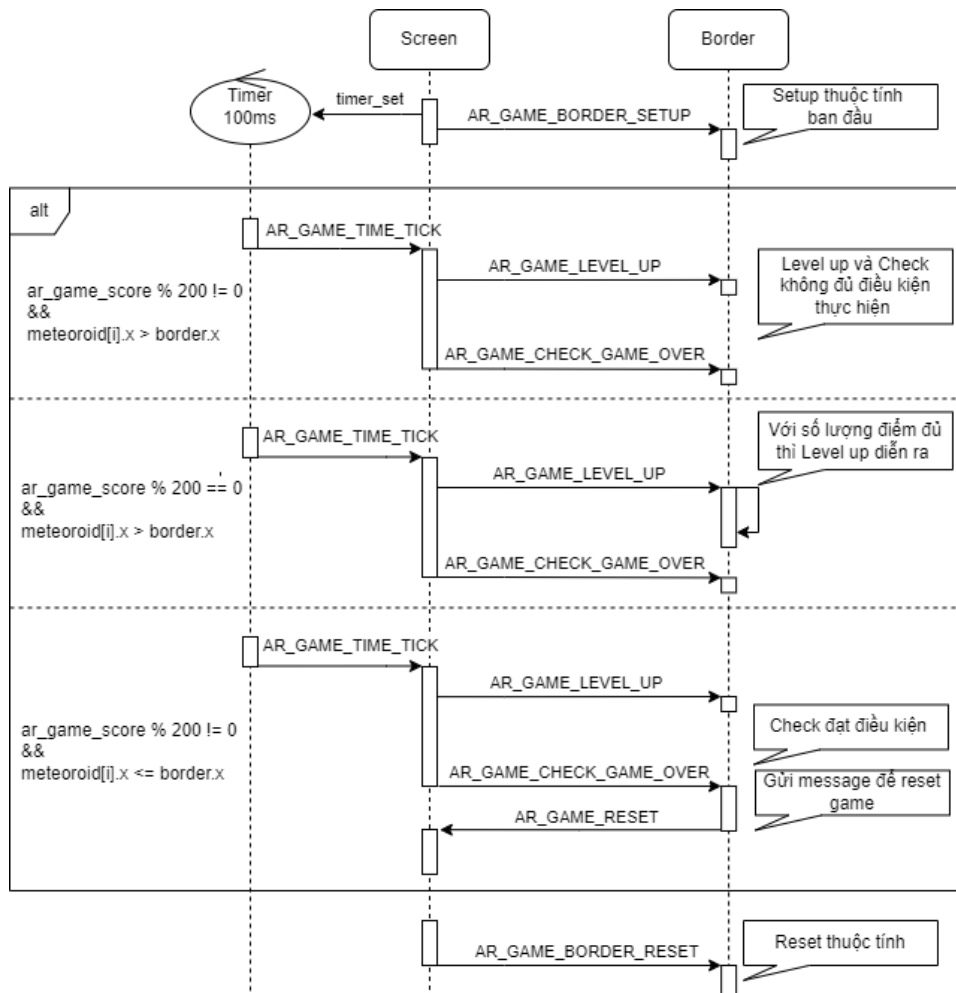 Screen
Border
Timer
100ms
timer_set
AR_GAME_BORDER_SETUP
Setup thuộc tính
ban đầu
alt
AR_GAME_TIME_TICK
ar_game_score % 200 != 0
&&
meteoroid[i].x > border.x
AR_GAME_LEVEL_UP
Level up và Check
không đủ điều kiện
thực hiện
AR_GAME_CHECK_GAME_OVER
AR_GAME_TIME_TICK
ar_game_score % 200 == 0
&&
meteoroid[i].x > border.x
AR_GAME_LEVEL_UP
Với số lượng điểm đủ
thì Level up diễn ra
AR_GAME_CHECK_GAME_OVER
AR_GAME_TIME_TICK
ar_game_score % 200 != 0
&&
meteoroid[i].x <= border.x
AR_GAME_LEVEL_UP
Check đạt điều kiện
AR_GAME_CHECK_GAME_OVER
Gửi message để reset
game
AR_GAME_RESET
AR_GAME_BORDER_RESET
Reset thuộc tính